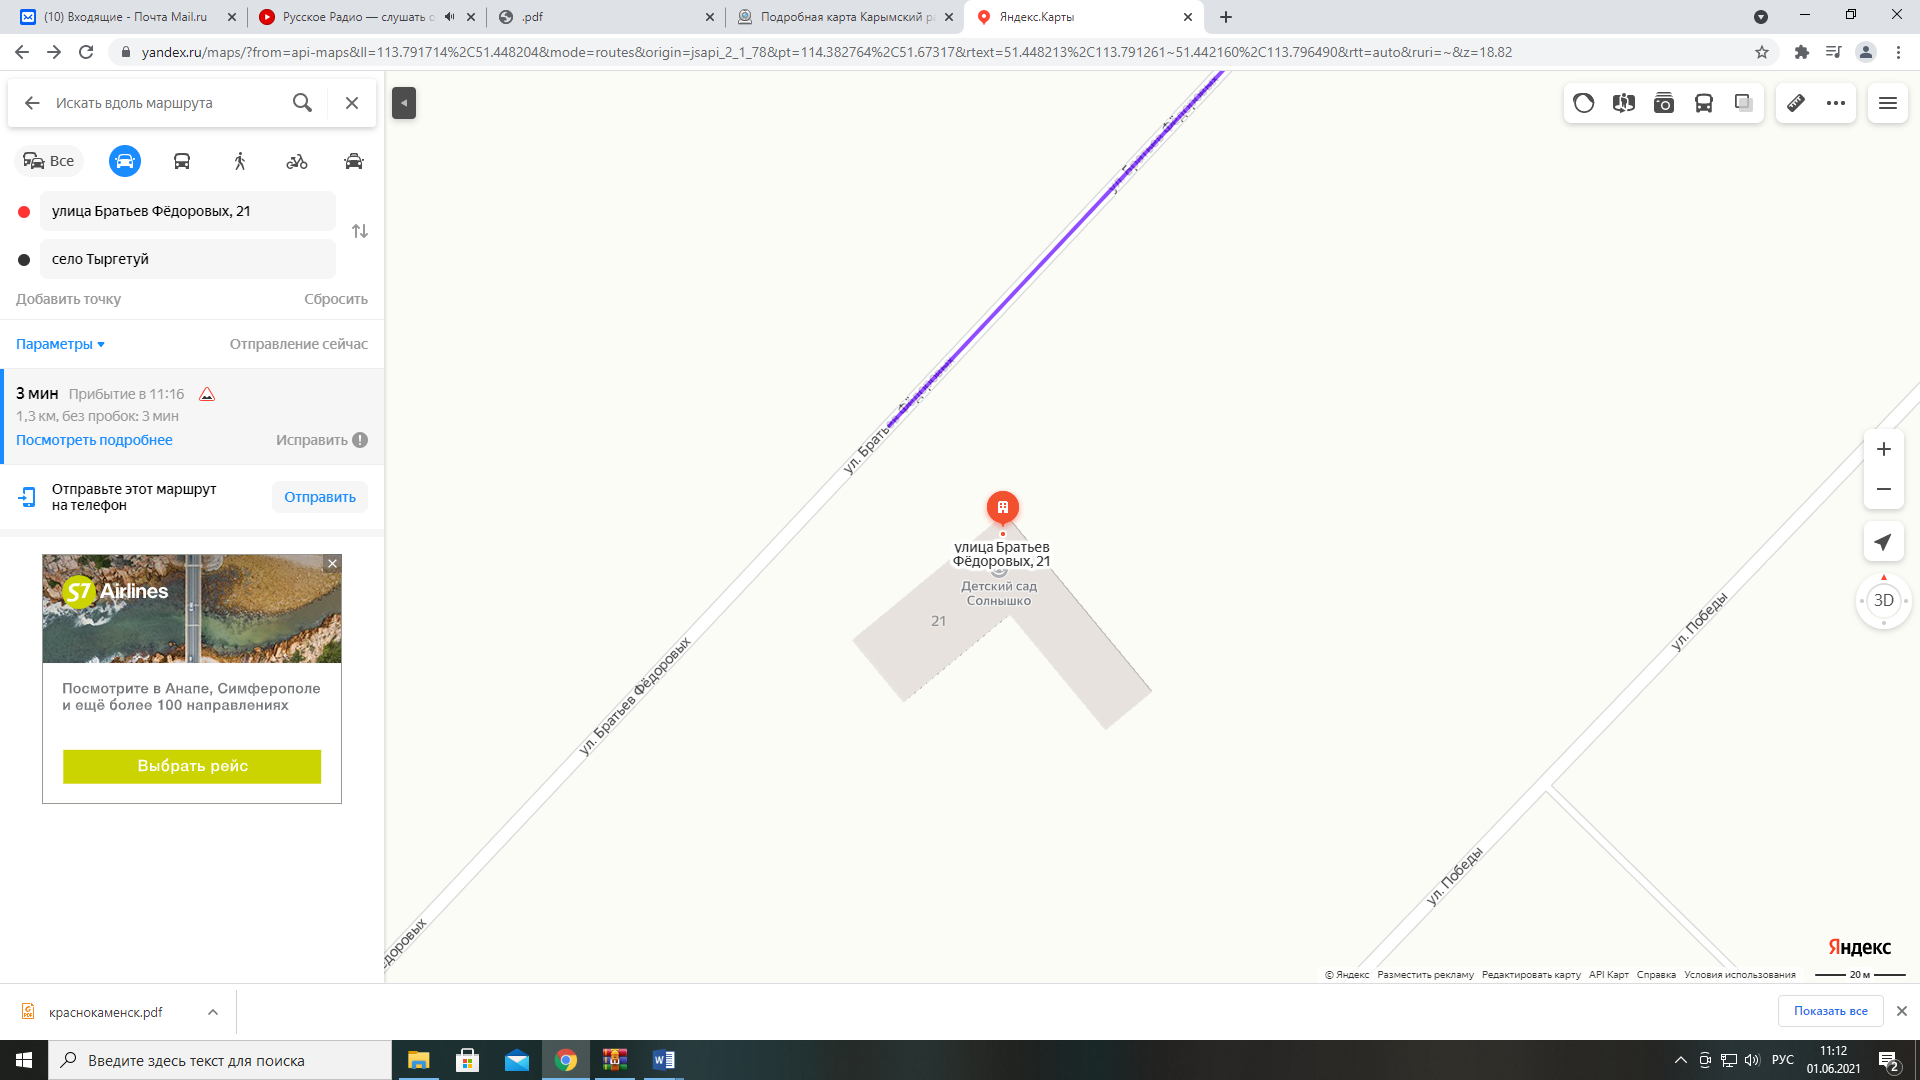 (10) Входящие - Почта Mail.ru
Русское Радо — слушать о
.pdf
Подробная карта Карымский ра
Яндекс.Карты
yandex.ru/maps/?from=api-maps&ll=113.791714%2C51.448204&mode=routes&origin=jsapi_2_1_78&pt=114.382764%2C51.67317&rtext=51.448213%2C113.791261~51.442160%2C113.796490&rtt=auto&ruri=~&z=18.82
Искать вдоль маршрута
Все
улица Братьев Фёдоровых, 21
село Тыргетуй
Добавить точку
Сбросить
Параметры
Отправление сейчас
3 мин Прибытие в 11:16
1,3 км, без пробок: 3 мин
Посмотреть подробнее
Исправить
Отправьте этот маршрут
на телефон
Отправить
S7 Airlines
Посмотрите в Анапе, Симферополе
и ещё более 100 направлениях
Выбрать рейс
ул. Брать
улица Братьев
Фёдоровых, 21
Детский сад
Солнышко
21
ул. Братьев Фёдоровых
доровых
ул. Победы
ул. Победы
3D
Яндекс
© Яндекс Разместить рекламу Редактировать карту API Карт Справка Условия использования
20 м
краснокаменск.pdf
Показать все
Введите здесь текст для поиска
РУС
11:12
01.06.2021
2